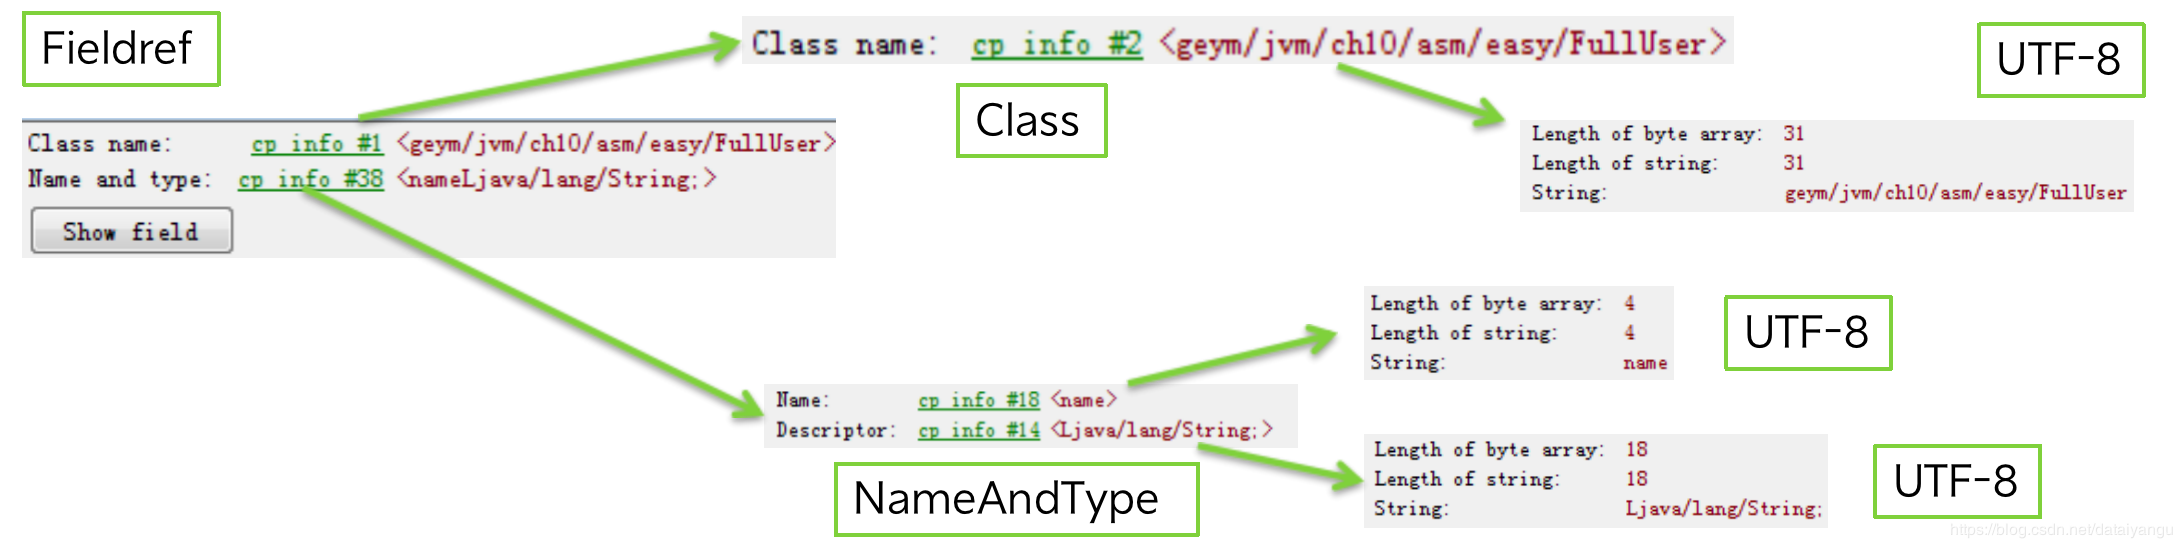 Fieldref
Class name: cp info #2 <geym/jvm/ch10/asm/easy/FullUser>
UTF-8
Class
Class name: cp info #1 <geym/jvm/ch10/asm/easy/FullUser>
Name and type: cp info #38 <nameLjava/lang/String;>
Show field
Length of byte array: 31
Length of string: 31
String: geym/jvm/ch10/asm/easy/FullUser
Length of byte array: 4
Length of string: 4
String: name
UTF-8
Name: cp info #18 <name>
Descriptor: cp info #14 <Ljava/lang/String;>
NameAndType
Length of byte array: 18
Length of string: 18
String: Ljava/lang/String;
UTF-8
https://blog.csdn.net/dataiyangu